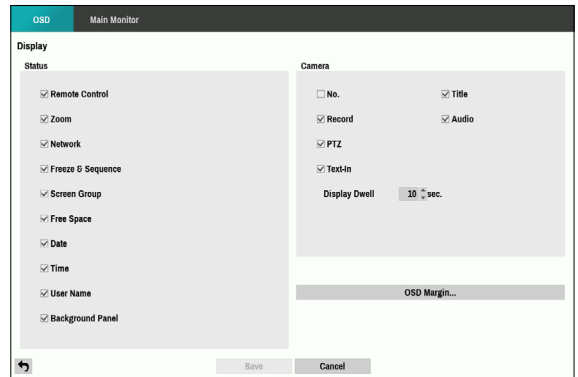 OSD Main Monitor
Display
Status
Remote Control
Zoom
Network
Freeze & Sequence
Screen Group
Free Space
Date
Time
User Name
Background Panel
Camera
No. Title
Record Audio
PTZ
Text-In
Display Dwell 10 sec.
OSD Margin...
Save Cancel